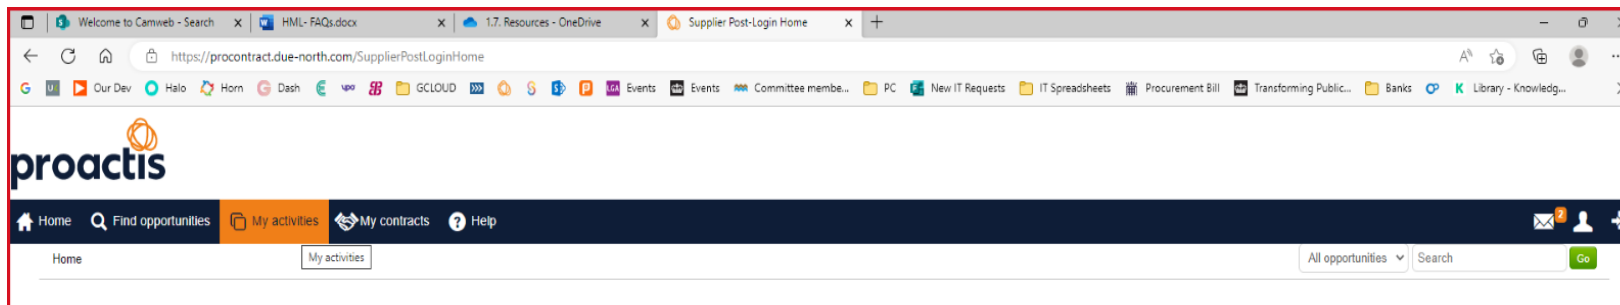 Welcome to Camweb - Search
HML- FAQs.docx
1.7. Resources - OneDrive
Supplier Post-Login Home
https://procontract.due-north.com/SupplierPostLoginHome
Our Dev Halo Horn Dash GCLOUD Events Events Committee membe... PC New IT Requests IT Spreadsheets Procurement Bill Transforming Public... Banks Library - Knowledg...
proactis
Home Find opportunities My activities My contracts Help 2
Home My activities All opportunities Search Go